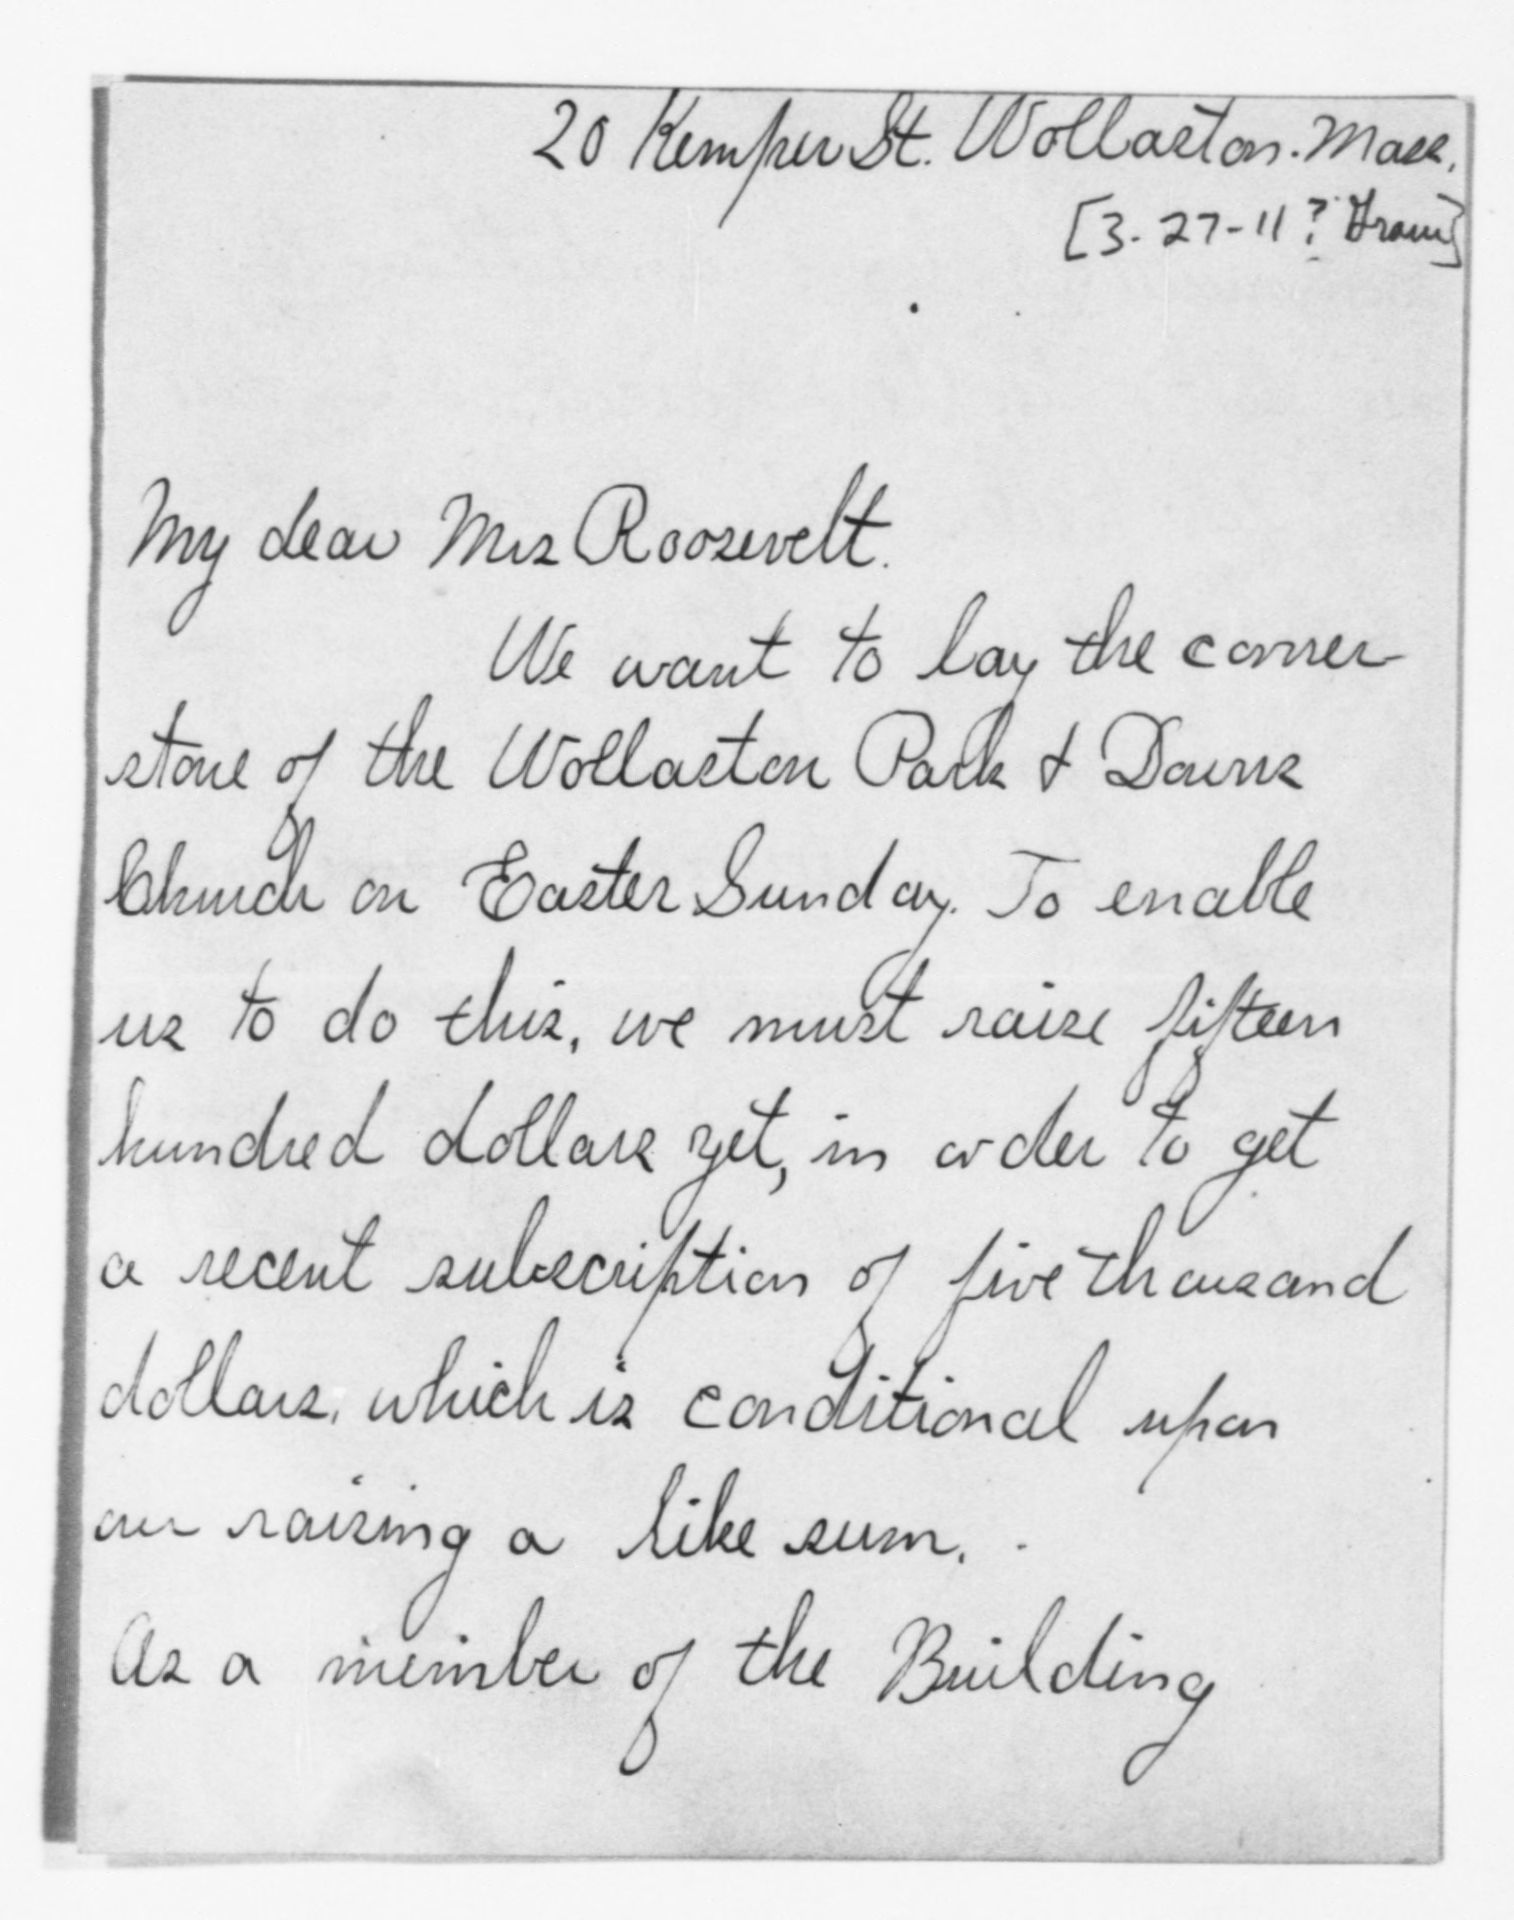 20 Kemper St. Wollaston. Mass.
[3-27-11?
My dear Mrs Roosevelt.
We want to lay the corner
stone of the Wollaston Park & Downs
Church on Easter Sunday. To enable
us to do this, we must raise fifteen
hundred dollars yet, in order to get
a recent subscription of five thousand
dollars, which is conditional upon
our raising a like sum.
As a member of the Building